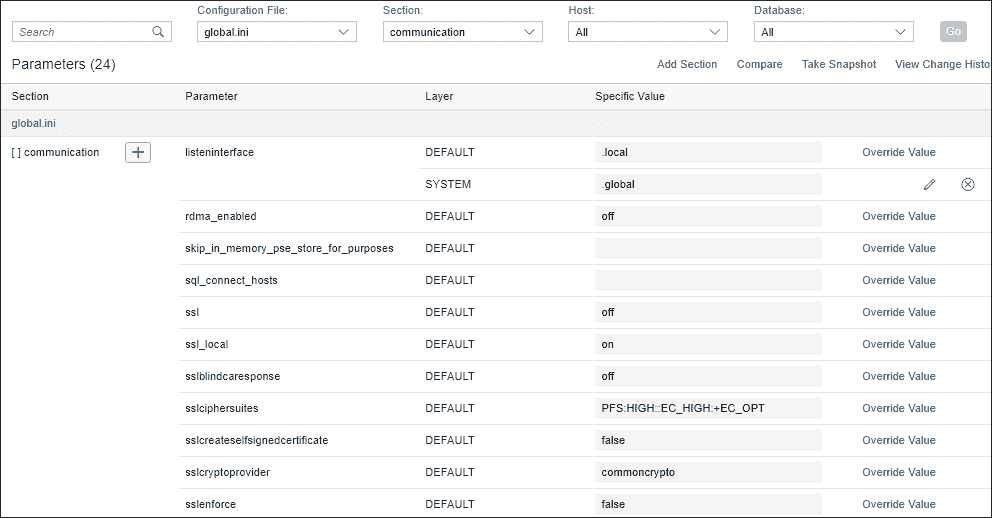 Configuration File: Section: Host: Database:
Search global.ini communication All All Go
Parameters (24) Add Section Compare Take Snapshot View Change Histo
Section Parameter Layer Specific Value
global.ini
[ ] communication + listeninterface DEFAULT .local Override Value
SYSTEM .global
rdma_enabled DEFAULT off Override Value
skip_in_memory_pse_store_for_purposes DEFAULT Override Value
sql_connect_hosts DEFAULT Override Value
ssl DEFAULT off Override Value
ssl_local DEFAULT on Override Value
sslblindcaresponse DEFAULT off Override Value
sslciphersuites DEFAULT PFS:HIGH::EC_HIGH:+EC_OPT Override Value
sslcreateselfsignedcertificate DEFAULT false Override Value
sslcryptoprovider DEFAULT commoncrypto Override Value
sslenforce DEFAULT false Override Value